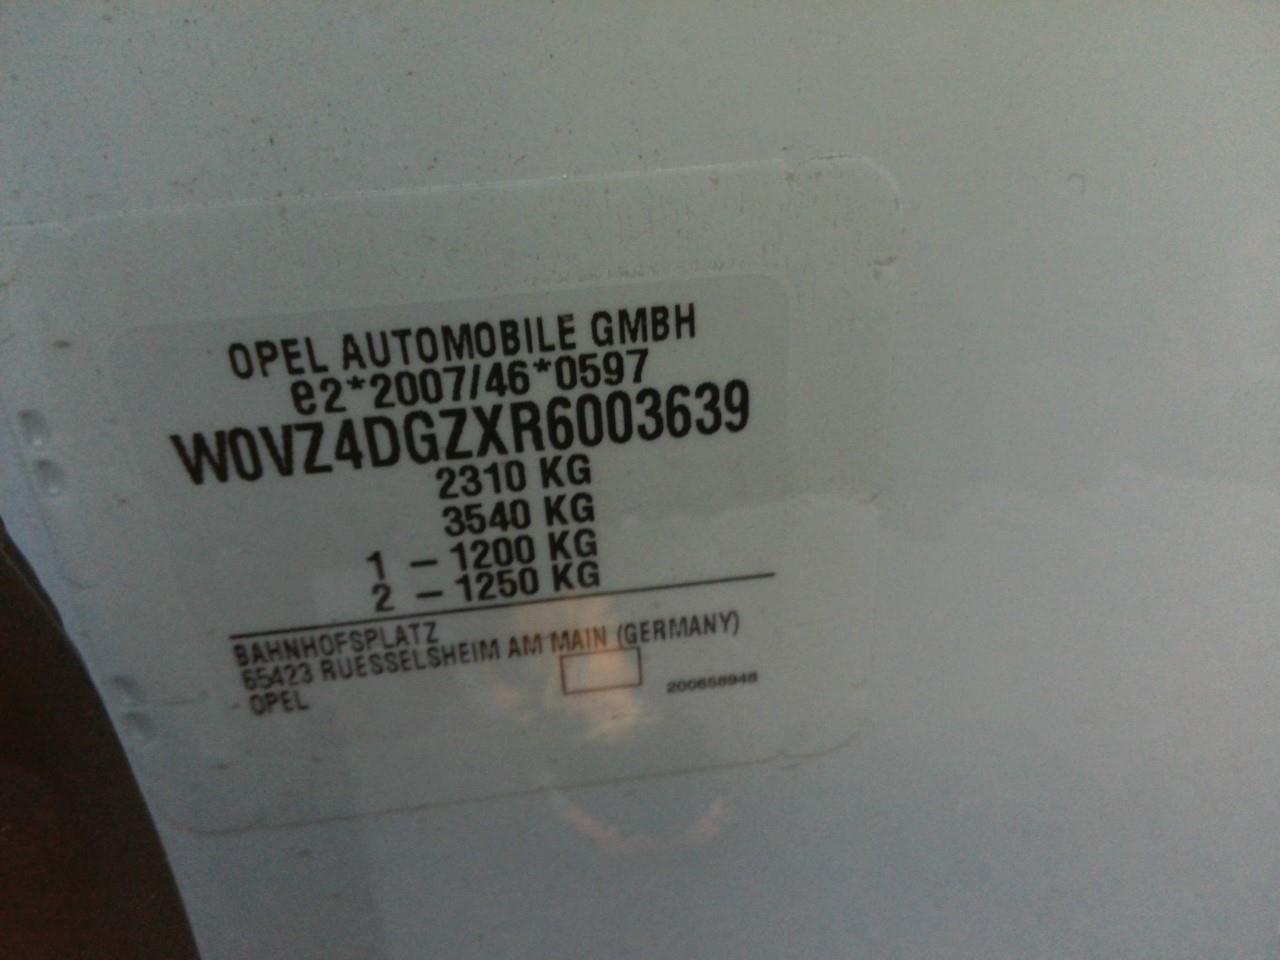 OPEL AUTOMOBILE GMBH
e2*2007/46*0597
W0VZ4DGZXR6003639
2310 KG
3540 KG
1 – 1200 KG
2 – 1250 KG
BAHNHOFSPLATZ
65423 RUESSELSHEIM AM MAIN (GERMANY)
OPEL
200658948